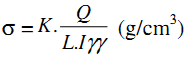 σ = K. Q / L.Iγγ (g/cm³)